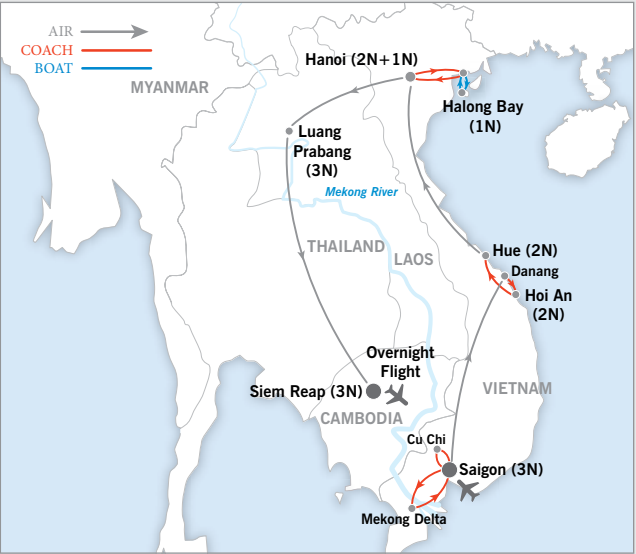 AIR
COACH
BOAT
MYANMAR
Hanoi (2N+1N)
Halong Bay
(1N)
Luang
Prabang
(3N)
Mekong River
THAILAND
LAOS
Hue (2N)
Danang
Hoi An
(2N)
Overnight
Flight
Siem Reap (3N)
CAMBODIA
VIETNAM
Cu Chi
Saigon (3N)
Mekong Delta